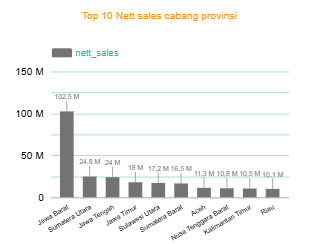 Top 10 Nett sales cabang provinsi
nett_sales
150 M
100 M
50 M
0
102,5 M
24,8 M
24 M
18 M
17,2 M
16,5 M
11,3 M
10,8 M
10,5 M
10,1 M
Jawa Barat
Sumatera Utara
Jawa Tengah
Jawa Timur
Sulawesi Utara
Sumatera Barat
Aceh
Nusa Tenggara Barat
Kalimantan Timur
Riau